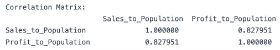 Correlation Matrix:
Sales_to_Population Profit_to_Population
Sales_to_Population 1.000000 0.827951
Profit_to_Population 0.827951 1.000000